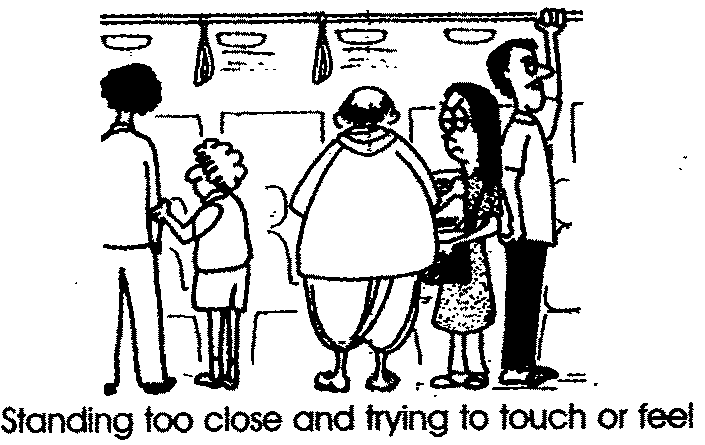 Standing too close and trying to touch or feel